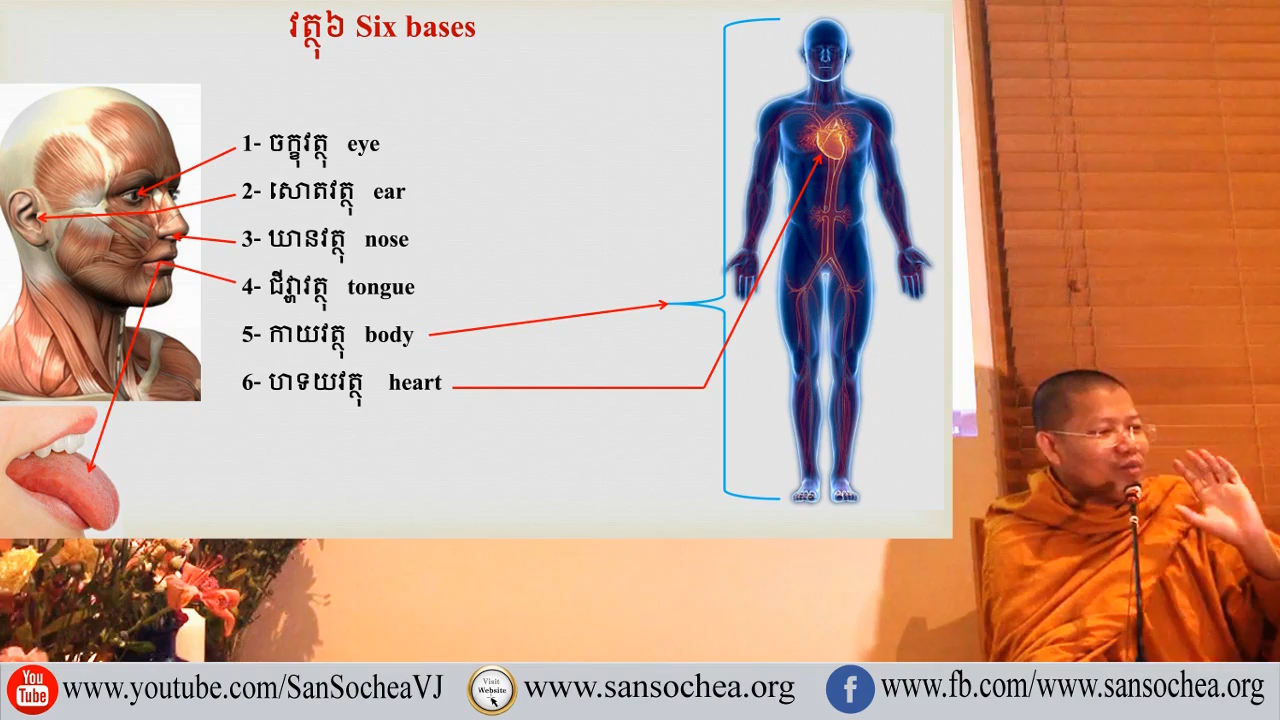 វត្ថុ៦ Six bases
1- ចក្ខុវត្ថុ eye
2- សោតវត្ថុ ear
3- ឃានវត្ថុ nose
4- ជីវ្ហាវត្ថុ tongue
5- កាយវត្ថុ body
6- ហទយវត្ថុ heart
You Tube www.youtube.com/SanSocheaVJ
Visit Website www.sansochea.org
f www.fb.com/www.sansochea.org